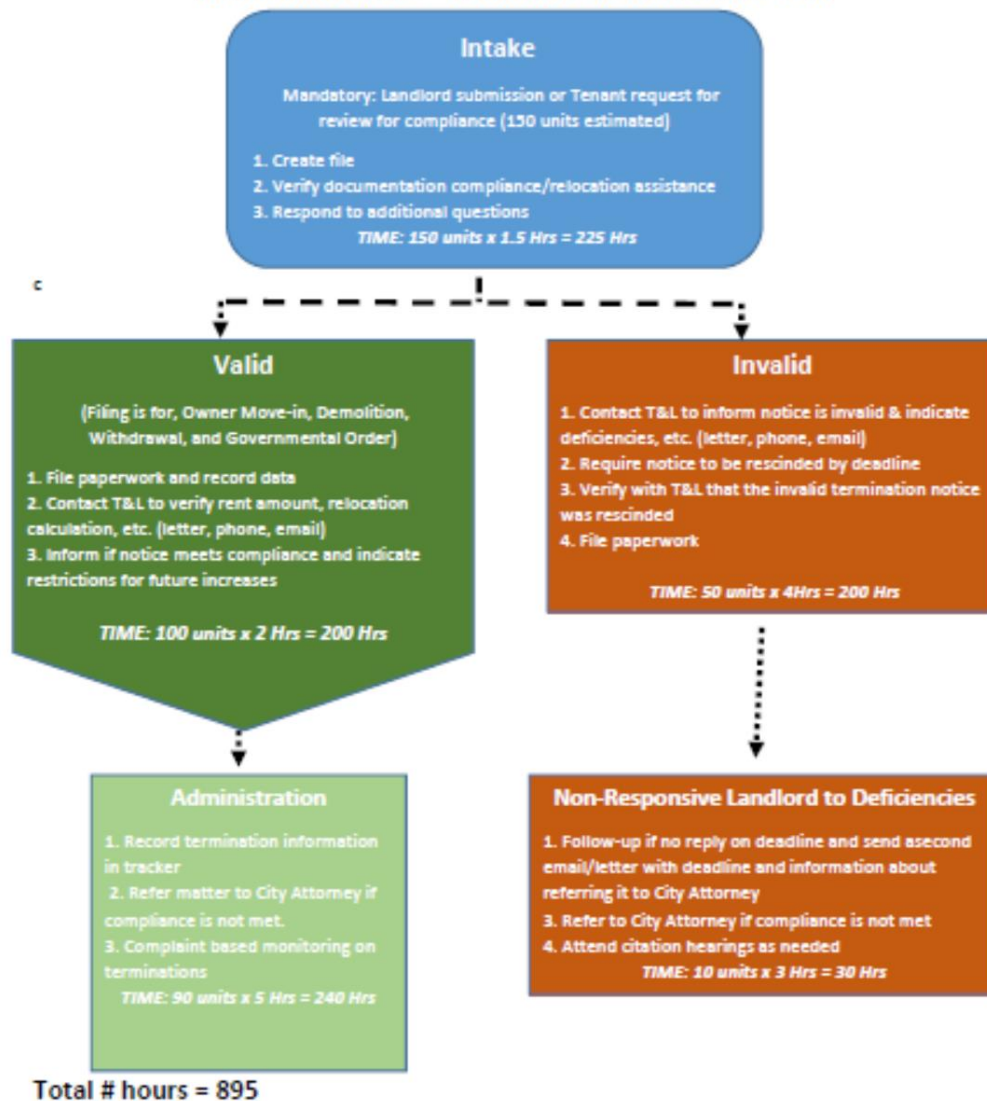 Intake
Mandatory: Landlord submission or Tenant request for
review for compliance (150 units estimated)
1. Create file
2. Verify documentation compliance/relocation assistance
3. Respond to additional questions
TIME: 150 units x 1.5 Hrs = 225 Hrs
c
Valid
(Filing is for, Owner Move-in, Demolition,
Withdrawal, and Governmental Order)
1. File paperwork and record data
2. Contact T&L to verify rent amount, relocation
calculation, etc. (letter, phone, email)
3. Inform if notice meets compliance and indicate
restrictions for future increases
TIME: 100 units x 2 Hrs = 200 Hrs
Invalid
1. Contact T&L to inform notice is invalid & indicate
deficiencies, etc. (letter, phone, email)
2. Require notice to be rescinded by deadline
3. Verify with T&L that the invalid termination notice
was rescinded
4. File paperwork
TIME: 50 units x 4Hrs = 200 Hrs
Administration
1. Record termination information
in tracker
2. Refer matter to City Attorney if
compliance is not met.
3. Complaint based monitoring on
terminations
TIME: 90 units x 5 Hrs = 240 Hrs
Non-Responsive Landlord to Deficiencies
1. Follow-up if no reply on deadline and send asecond
email/letter with deadline and information about
referring it to City Attorney
3. Refer to City Attorney if compliance is not met
4. Attend citation hearings as needed
TIME: 10 units x 3 Hrs = 30 Hrs
Total # hours = 895